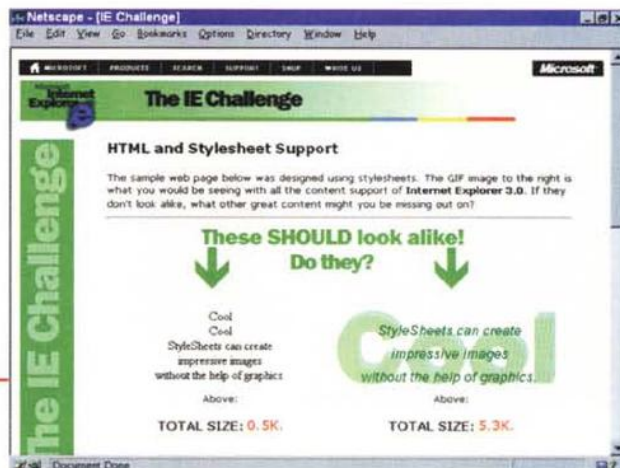 Netscape - [IE Challenge]
File Edit View Go Bookmarks Options Directory Window Help
MICROSOFT PRODUCTS SEARCH SUPPORT SHOP WRITE US
Microsoft
Internet
Explorer
The IE Challenge
The IE Challenge
HTML and Stylesheet Support
The sample web page below was designed using stylesheets. The GIF image to the right is
what you would be seeing with all the content support of Internet Explorer 3.0. If they
don't look alike, what other great content might you be missing out on?
These SHOULD look alike!
Do they?
Cool
Cool
StyleSheets can create
impressive images
without the help of graphics
Above:
TOTAL SIZE: 0.5K.
Cool
StyleSheets can create
impressive images
without the help of graphics.
Above:
TOTAL SIZE: 5.3K.
Document Done